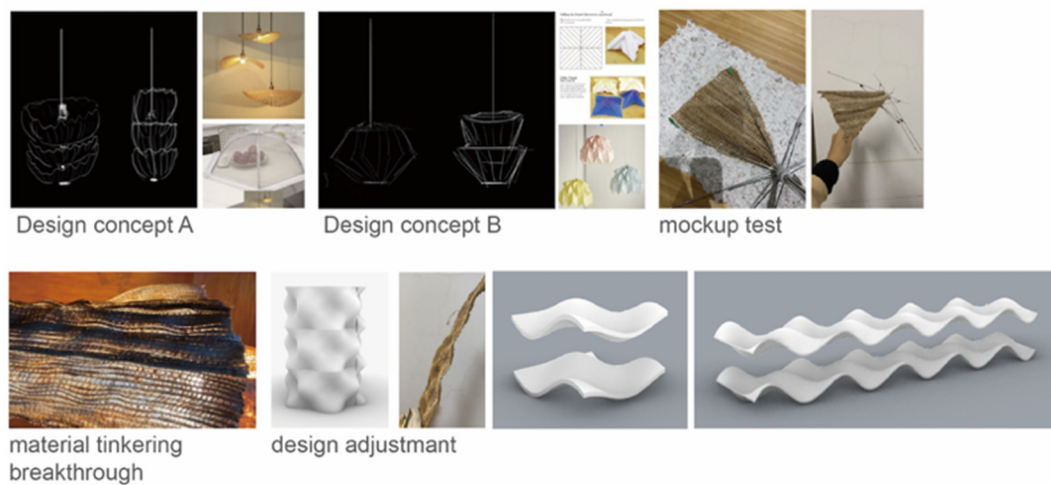 Design concept A
Design concept B
mockup test
material tinkering
breakthrough
design adjustmant